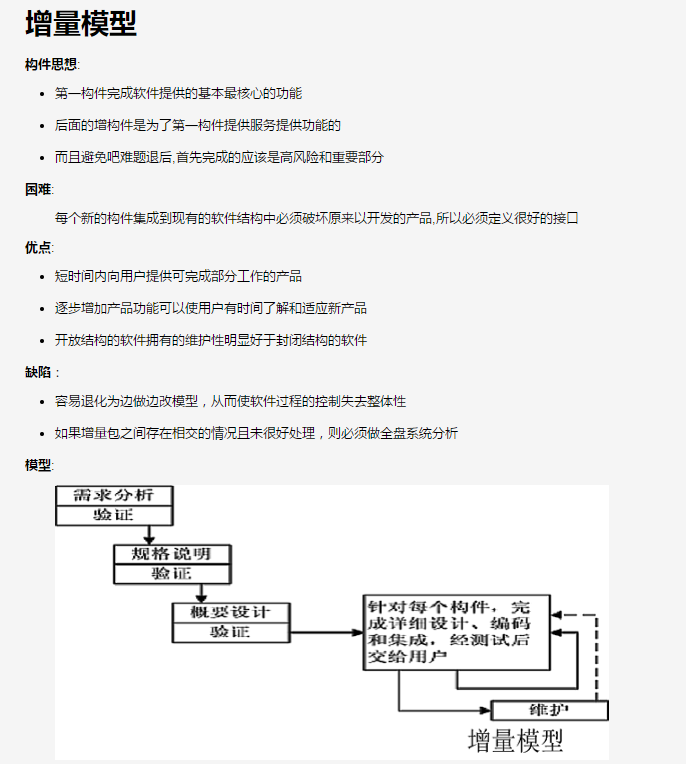 增量模型
构件思想:
第一构件完成软件提供的基本最核心的功能
后面的增构件是为了第一构件提供服务提供功能的
而且避免吧难题退后,首先完成的应该是高风险和重要部分
困难:
每个新的构件集成到现有的软件结构中必须破坏原来以开发的产品,所以必须定义很好的接口
优点:
短时间内向用户提供可完成部分工作的产品
逐步增加产品功能可以使用户有时间了解和适应新产品
开放结构的软件拥有的维护性明显好于封闭结构的软件
缺陷：
容易退化为边做边改模型，从而使软件过程的控制失去整体性
如果增量包之间存在相交的情况且未很好处理，则必须做全盘系统分析
模型:
需求分析
验证
规格说明
验证
概要设计
验证
针对每个构件，完
成详细设计、编码
和集成，经测试后
交给用户
维护
增量模型